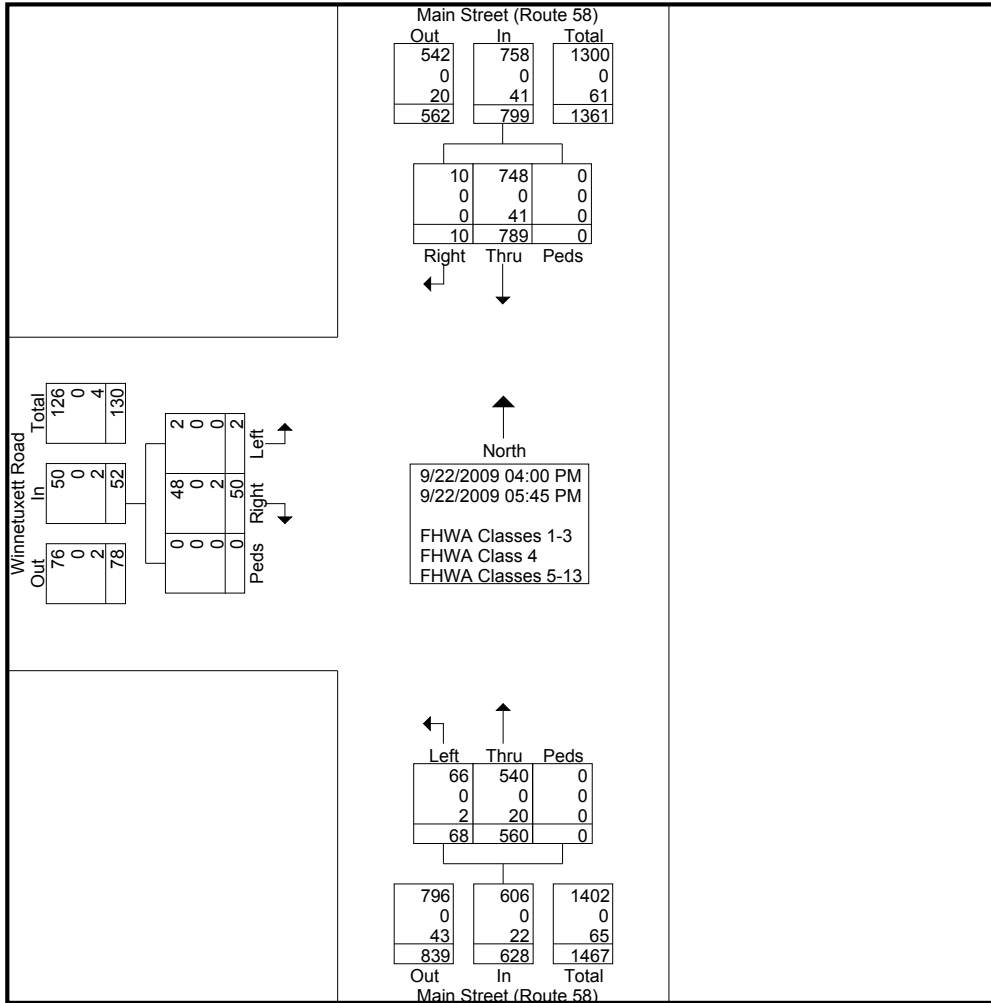 Main Street (Route 58)
Out In Total
542 758 1300
0 0 0
20 41 61
562 799 1361
10 748 0
0 0 0
0 41 0
10 789 0
Right Thru Peds
Winnetuxett Road
Out In Total
76 50 126
0 0 0
2 2 4
78 52 130
Peds Right Left
0 48 2
0 0 0
0 2 0
0 50 2
North
9/22/2009 04:00 PM
9/22/2009 05:45 PM
FHWA Classes 1-3
FHWA Class 4
FHWA Classes 5-13
Left Thru Peds
66 540 0
0 0 0
2 20 0
68 560 0
796 606 1402
0 0 0
43 22 65
839 628 1467
Out In Total
Main Street (Route 58)